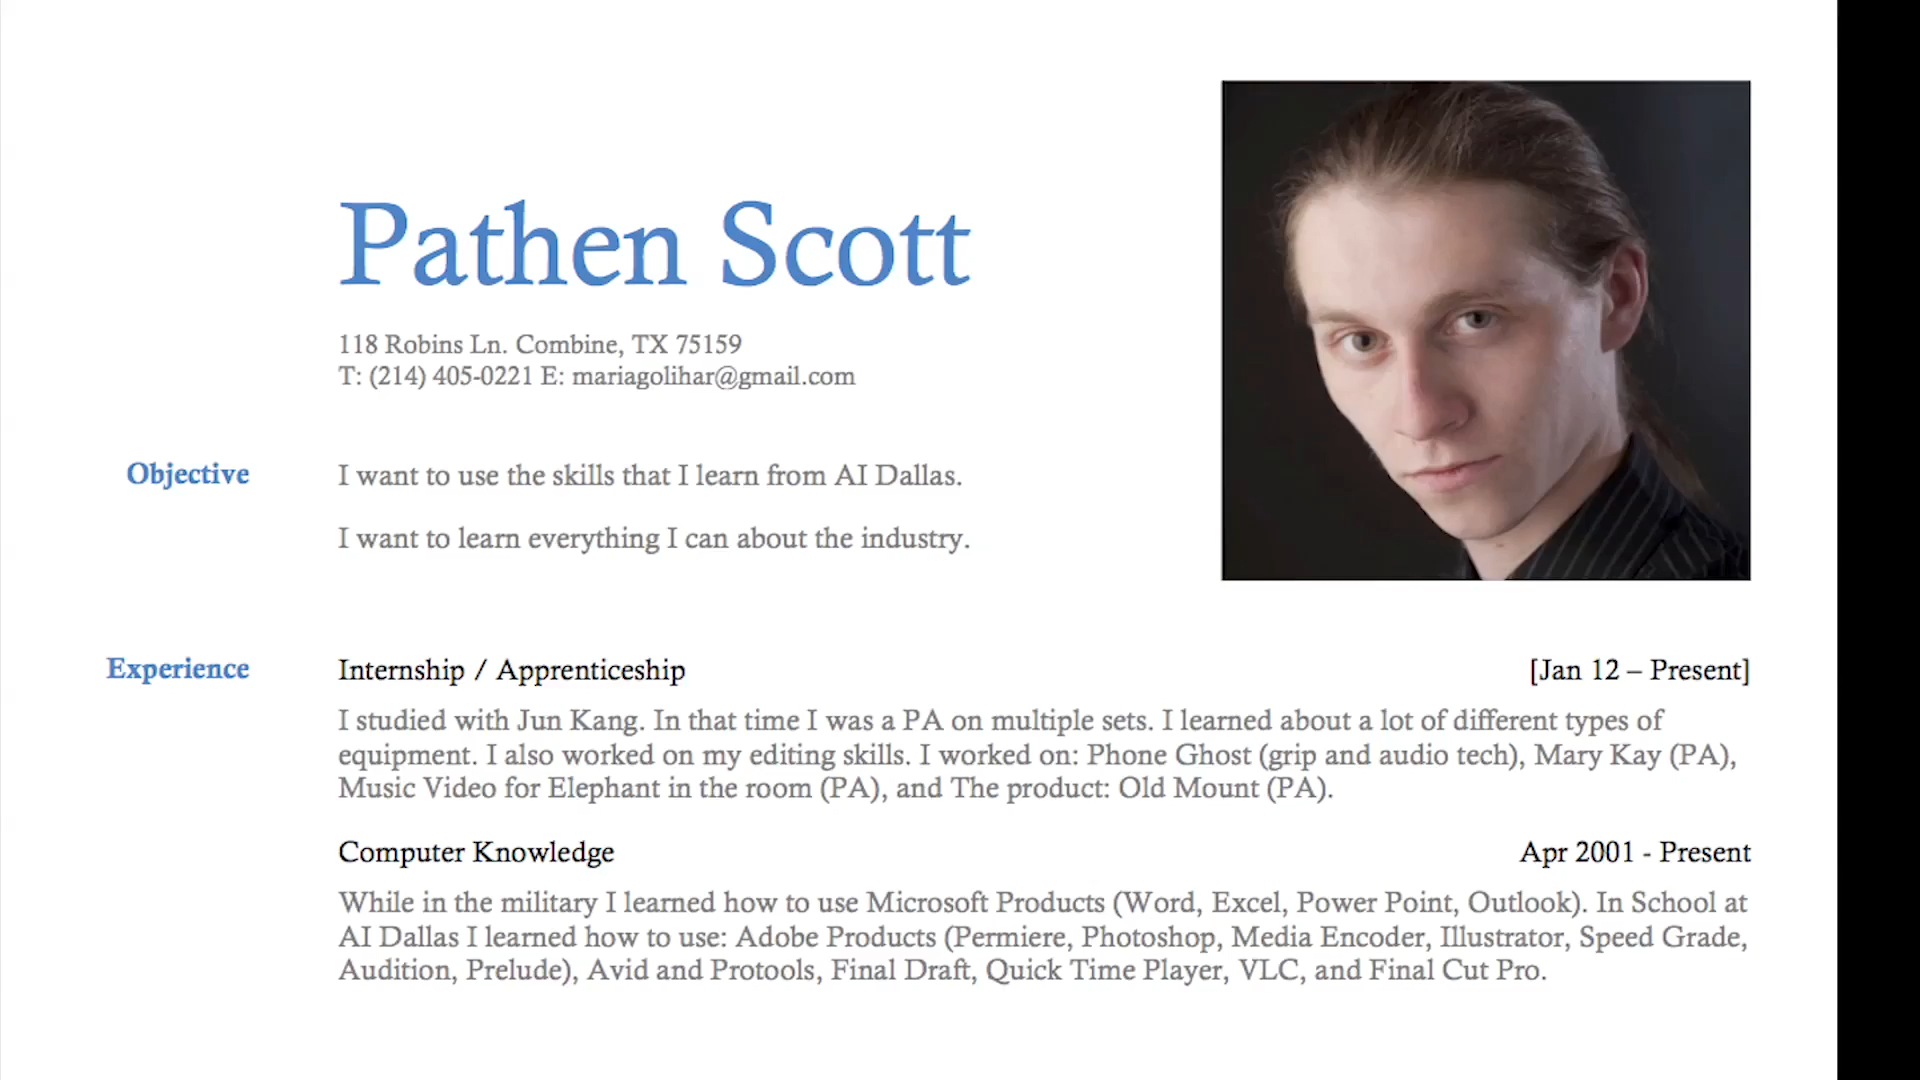 Pathen Scott
118 Robins Ln. Combine, TX 75159
T: (214) 405-0221 E: mariagolihar@gmail.com
Objective
I want to use the skills that I learn from AI Dallas.
I want to learn everything I can about the industry.
Experience
Internship / Apprenticeship [Jan 12 – Present]
I studied with Jun Kang. In that time I was a PA on multiple sets. I learned about a lot of different types of
equipment. I also worked on my editing skills. I worked on: Phone Ghost (grip and audio tech), Mary Kay (PA),
Music Video for Elephant in the room (PA), and The product: Old Mount (PA).
Computer Knowledge Apr 2001 - Present
While in the military I learned how to use Microsoft Products (Word, Excel, Power Point, Outlook). In School at
AI Dallas I learned how to use: Adobe Products (Permiere, Photoshop, Media Encoder, Illustrator, Speed Grade,
Audition, Prelude), Avid and Protools, Final Draft, Quick Time Player, VLC, and Final Cut Pro.